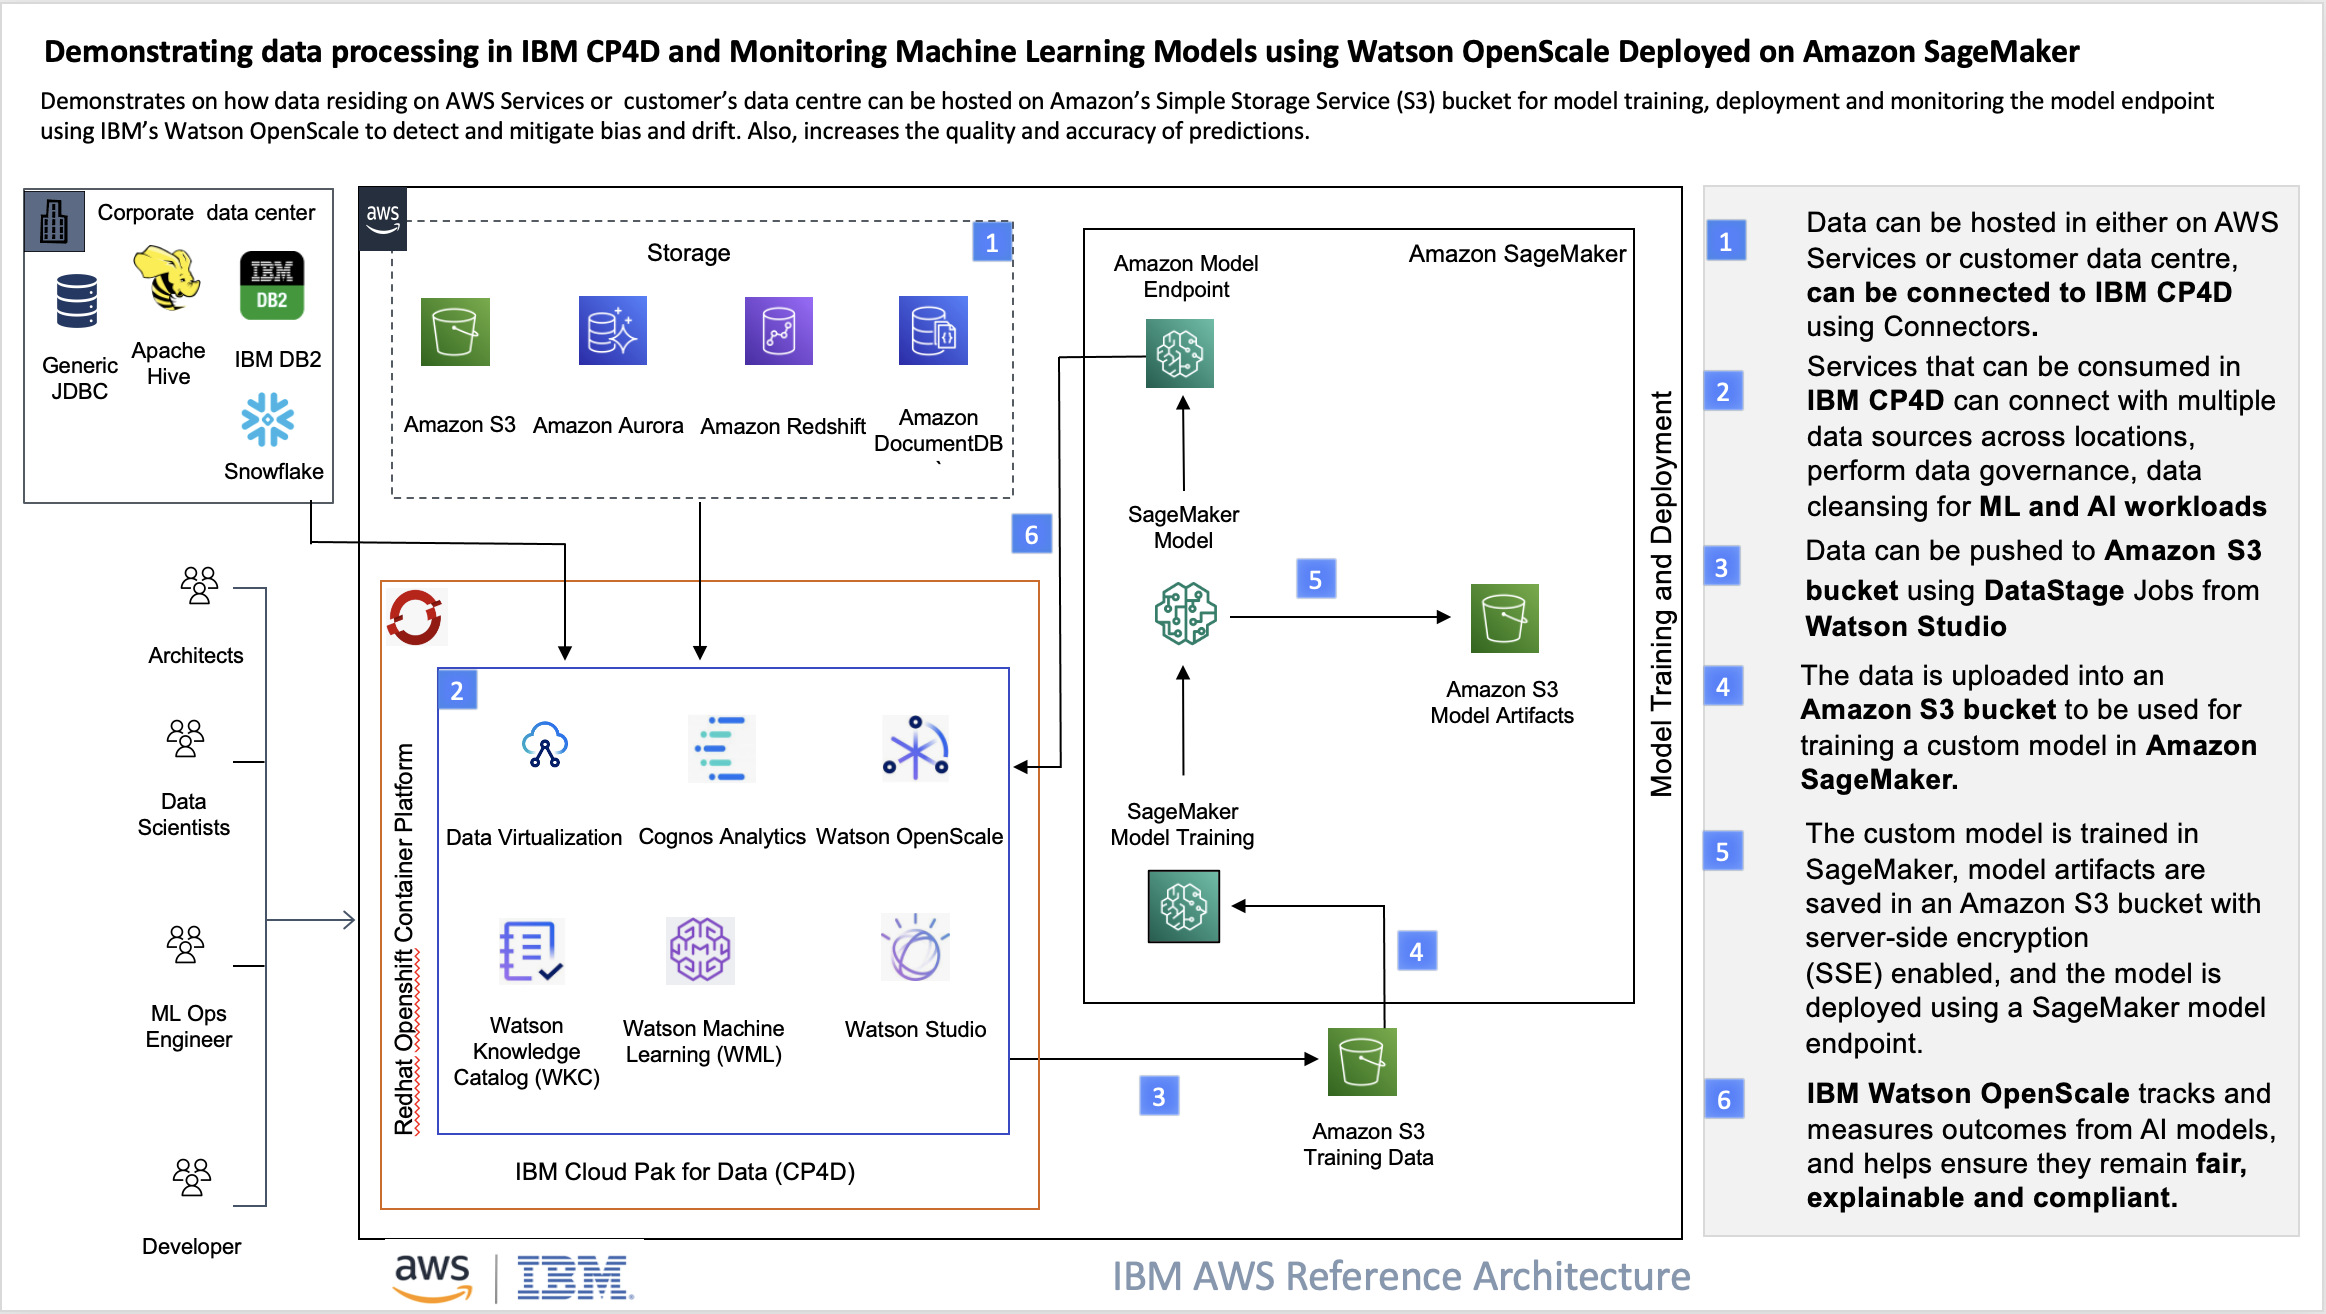 Demonstrating data processing in IBM CP4D and Monitoring Machine Learning Models using Watson OpenScale Deployed on Amazon SageMaker
Demonstrates on how data residing on AWS Services or  customer's data centre can be hosted on Amazon's Simple Storage Service (S3) bucket for model training, deployment and monitoring the model endpoint
using IBM's Watson OpenScale to detect and mitigate bias and drift. Also, increases the quality and accuracy of predictions.
Corporate  data center
Generic
JDBC
Apache
Hive
IBM
DB2
IBM DB2
Snowflake
Architects
Data
Scientists
ML Ops
Engineer
Developer
aws
Storage
1
Amazon S3
Amazon Aurora
Amazon Redshift
Amazon
DocumentDB
`
6
Redhat Openshift Container Platform
2
Data Virtualization
Cognos Analytics
Watson OpenScale
Watson
Knowledge
Catalog (WKC)
Watson Machine
Learning (WML)
Watson Studio
IBM Cloud Pak for Data (CP4D)
Amazon SageMaker
Amazon Model
Endpoint
SageMaker
Model
5
Amazon S3
Model Artifacts
SageMaker
Model Training
4
3
Amazon S3
Training Data
Model Training and Deployment
1
Data can be hosted in either on AWS
Services or customer data centre,
can be connected to IBM CP4D
using Connectors.
2
Services that can be consumed in
IBM CP4D can connect with multiple
data sources across locations,
perform data governance, data
cleansing for ML and AI workloads
3
Data can be pushed to Amazon S3
bucket using DataStage Jobs from
Watson Studio
4
The data is uploaded into an
Amazon S3 bucket to be used for
training a custom model in Amazon
SageMaker.
5
The custom model is trained in
SageMaker, model artifacts are
saved in an Amazon S3 bucket with
server-side encryption
(SSE) enabled, and the model is
deployed using a SageMaker model
endpoint.
6
IBM Watson OpenScale tracks and
measures outcomes from AI models,
and helps ensure they remain fair,
explainable and compliant.
aws
IBM
IBM AWS Reference Architecture